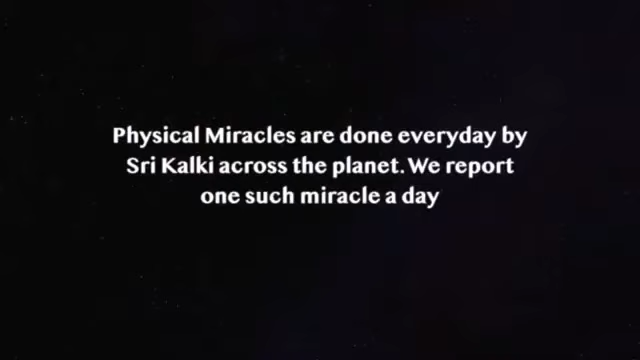 Physical Miracles are done everyday by
Sri Kalki across the planet. We report
one such miracle a day